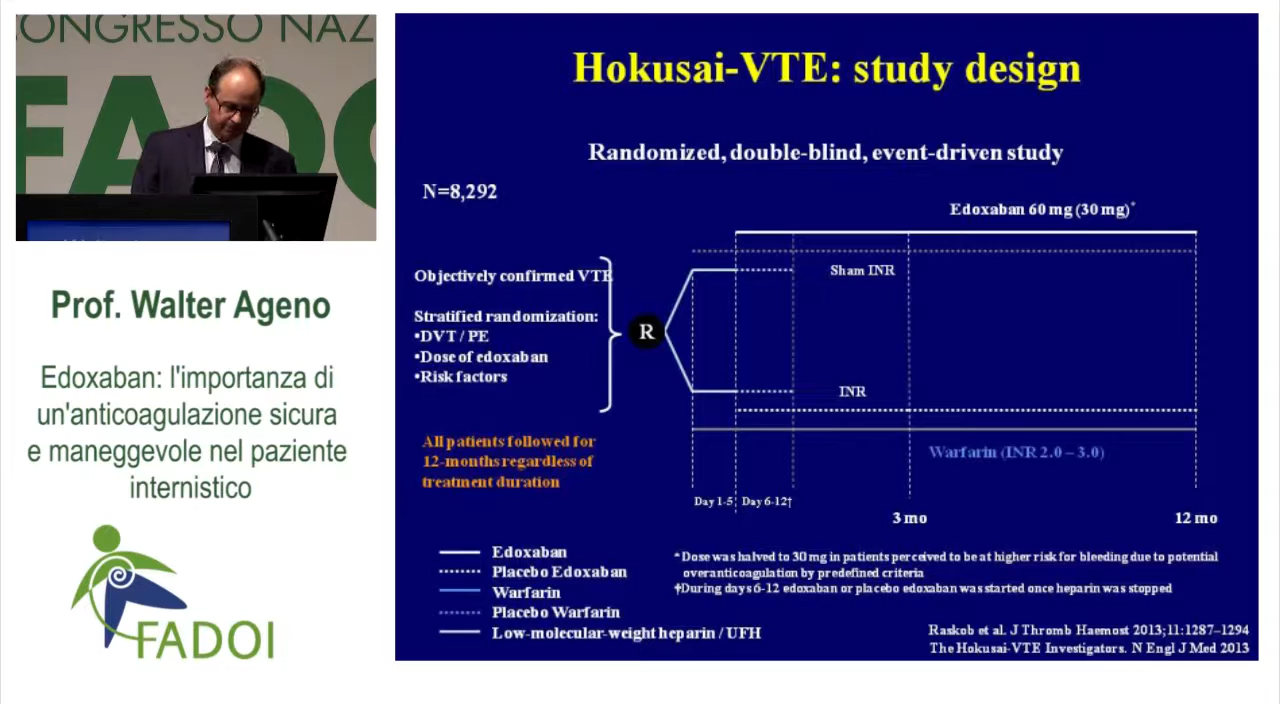 ONGRESSO NAZ
FADO
Prof. Walter Ageno
Edoxaban: l'importanza di
un'anticoagulazione sicura
e maneggevole nel paziente
internistico
FADOI
Hokusai-VTE: study design
Randomized, double-blind, event-driven study
N=8,292
Edoxaban 60 mg (30 mg)*
Objectively confirmed VTE
Stratified randomization:
•DVT / PE
•Dose of edoxaban
•Risk factors
R
Sham INR
INR
All patients followed for
12-months regardless of
treatment duration
Warfarin (INR 2.0 – 3.0)
Day 1-5
Day 6-12†
3 mo
12 mo
Edoxaban
Placebo Edoxaban
Warfarin
Placebo Warfarin
Low-molecular-weight heparin / UFH
*Dose was halved to 30 mg in patients perceived to be at higher risk for bleeding due to potential
overanticoagulation by predefined criteria
†During days 6-12 edoxaban or placebo edoxaban was started once heparin was stopped
Raskob et al. J Thromb Haemost 2013;11:1287–1294
The Hokusai-VTE Investigators. N Engl J Med 2013